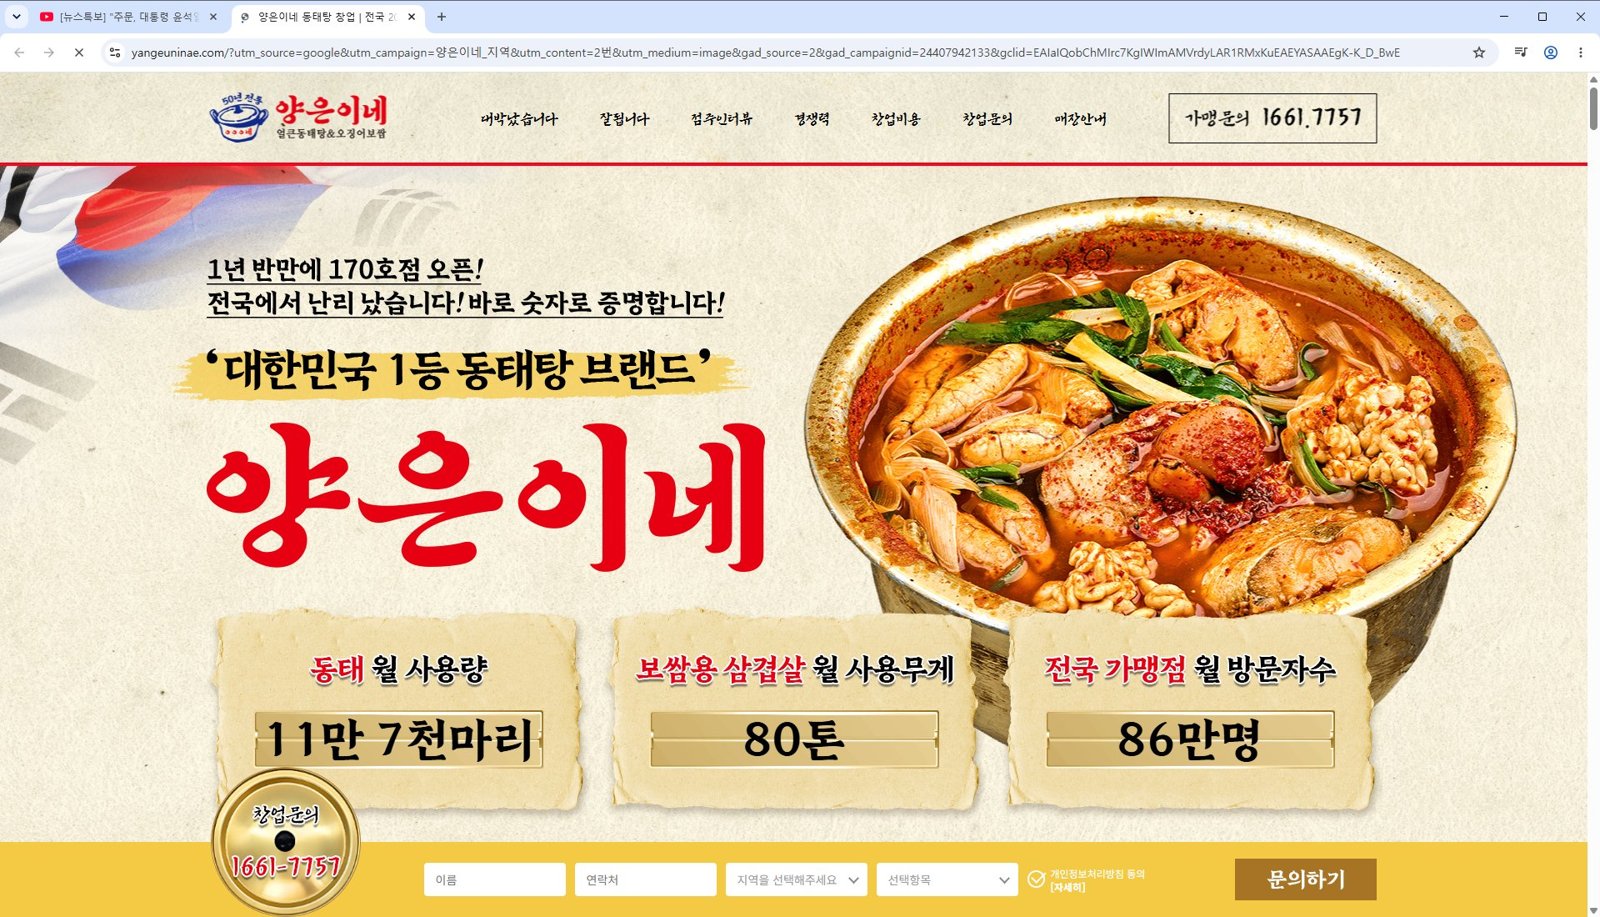 [뉴스특보] "주문, 대통령 윤석
양은이네 동태탕 창업 | 전국 20
yangeuninae.com/?utm_source=google&utm_campaign=양은이네_지역&utm_content=2번&utm_medium=image&gad_source=2&gad_campaignid=24407942133&gclid=EAIaIQobChMIrc7KgIWImAMVrdyLAR1RMxKuEAEYASAAEgK-K_D_BwE
50년 전통
양은이네
얼큰동태탕&오징어보쌈
대박났습니다 잘됩니다 점주인터뷰 경쟁력 창업비용 창업문의 매장안내
가맹문의 1661.7757
1년 반만에 170호점 오픈!
전국에서 난리 났습니다! 바로 숫자로 증명합니다!
‘대한민국 1등 동태탕 브랜드’
양은이네
동태 월 사용량
11만 7천마리
보쌈용 삼겹살 월 사용무게
80톤
전국 가맹점 월 방문자수
86만명
창업문의
1661-7757
이름
연락처
지역을 선택해주세요
선택항목
개인정보처리방침 동의
[자세히]
문의하기